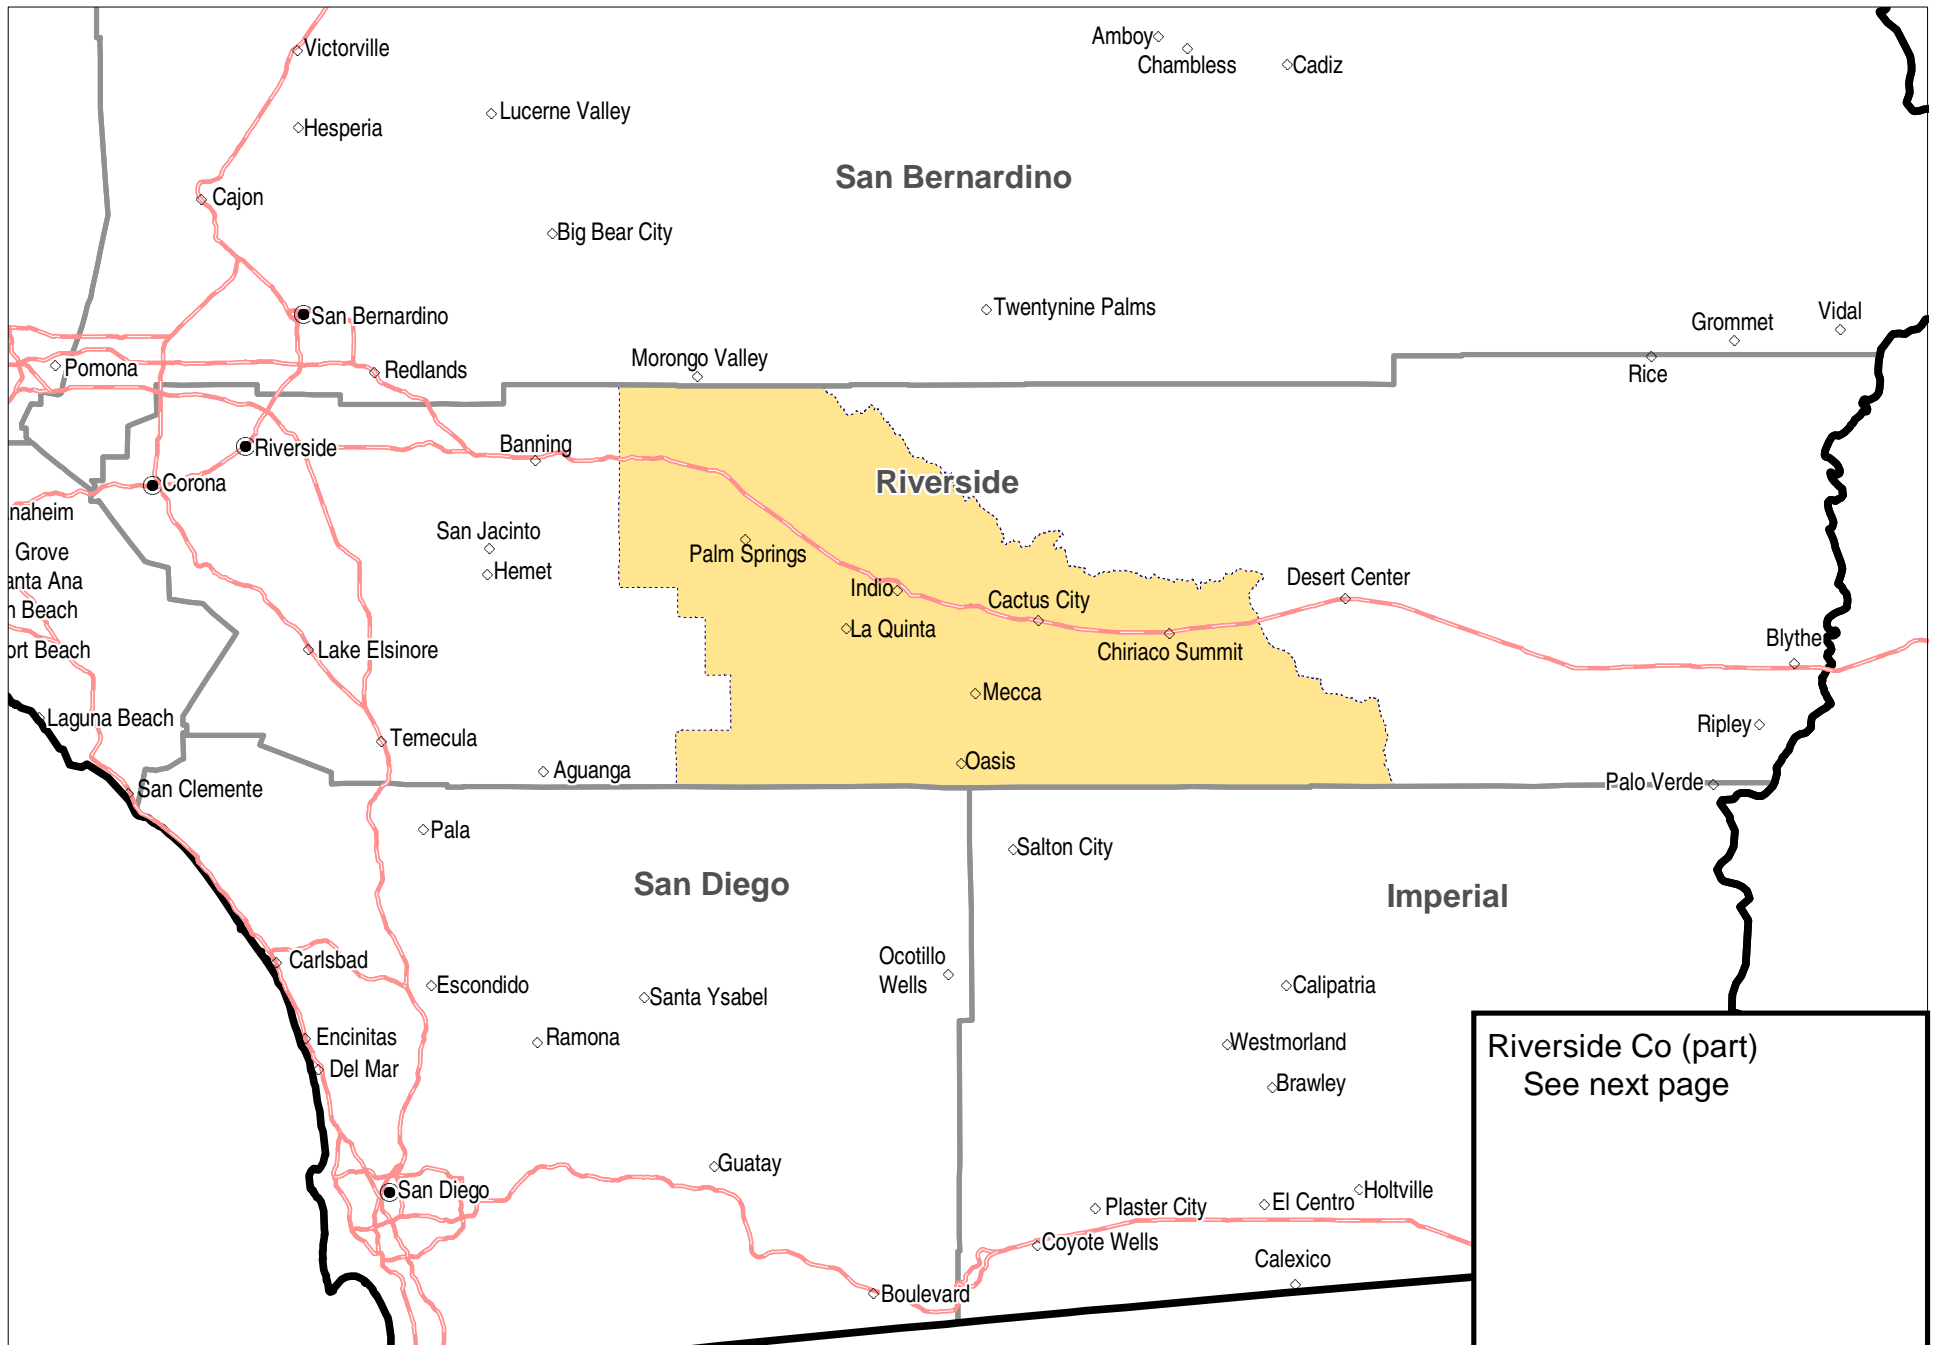 Amboy
Victorville
Chambless
Cadiz
Lucerne Valley
Hesperia
San Bernardino
Cajon
Big Bear City
Twentynine Palms
Vidal
San Bernardino
Grommet
Morongo Valley
Pomona
Redlands
Rice
Banning
Riverside
Riverside
Corona
naheim
San Jacinto
Grove
Palm Springs
Hemet
Desert Center
anta Ana
Indio
Cactus City
h Beach
La Quinta
Blythe
Lake Elsinore
ort Beach
Chiriaco Summit
Mecca
Laguna Beach
Ripley
Temecula
Oasis
Aguanga
Palo Verde
San Clemente
Pala
Salton City
San Diego
Imperial
Ocotillo
Wells
Carlsbad
Escondido
Calipatria
Santa Ysabel
Encinitas
Ramona
Westmorland
Riverside Co (part)
See next page
Del Mar
Brawley
Guatay
San Diego
Holtville
El Centro
Plaster City
Coyote Wells
Calexico
Boulevard